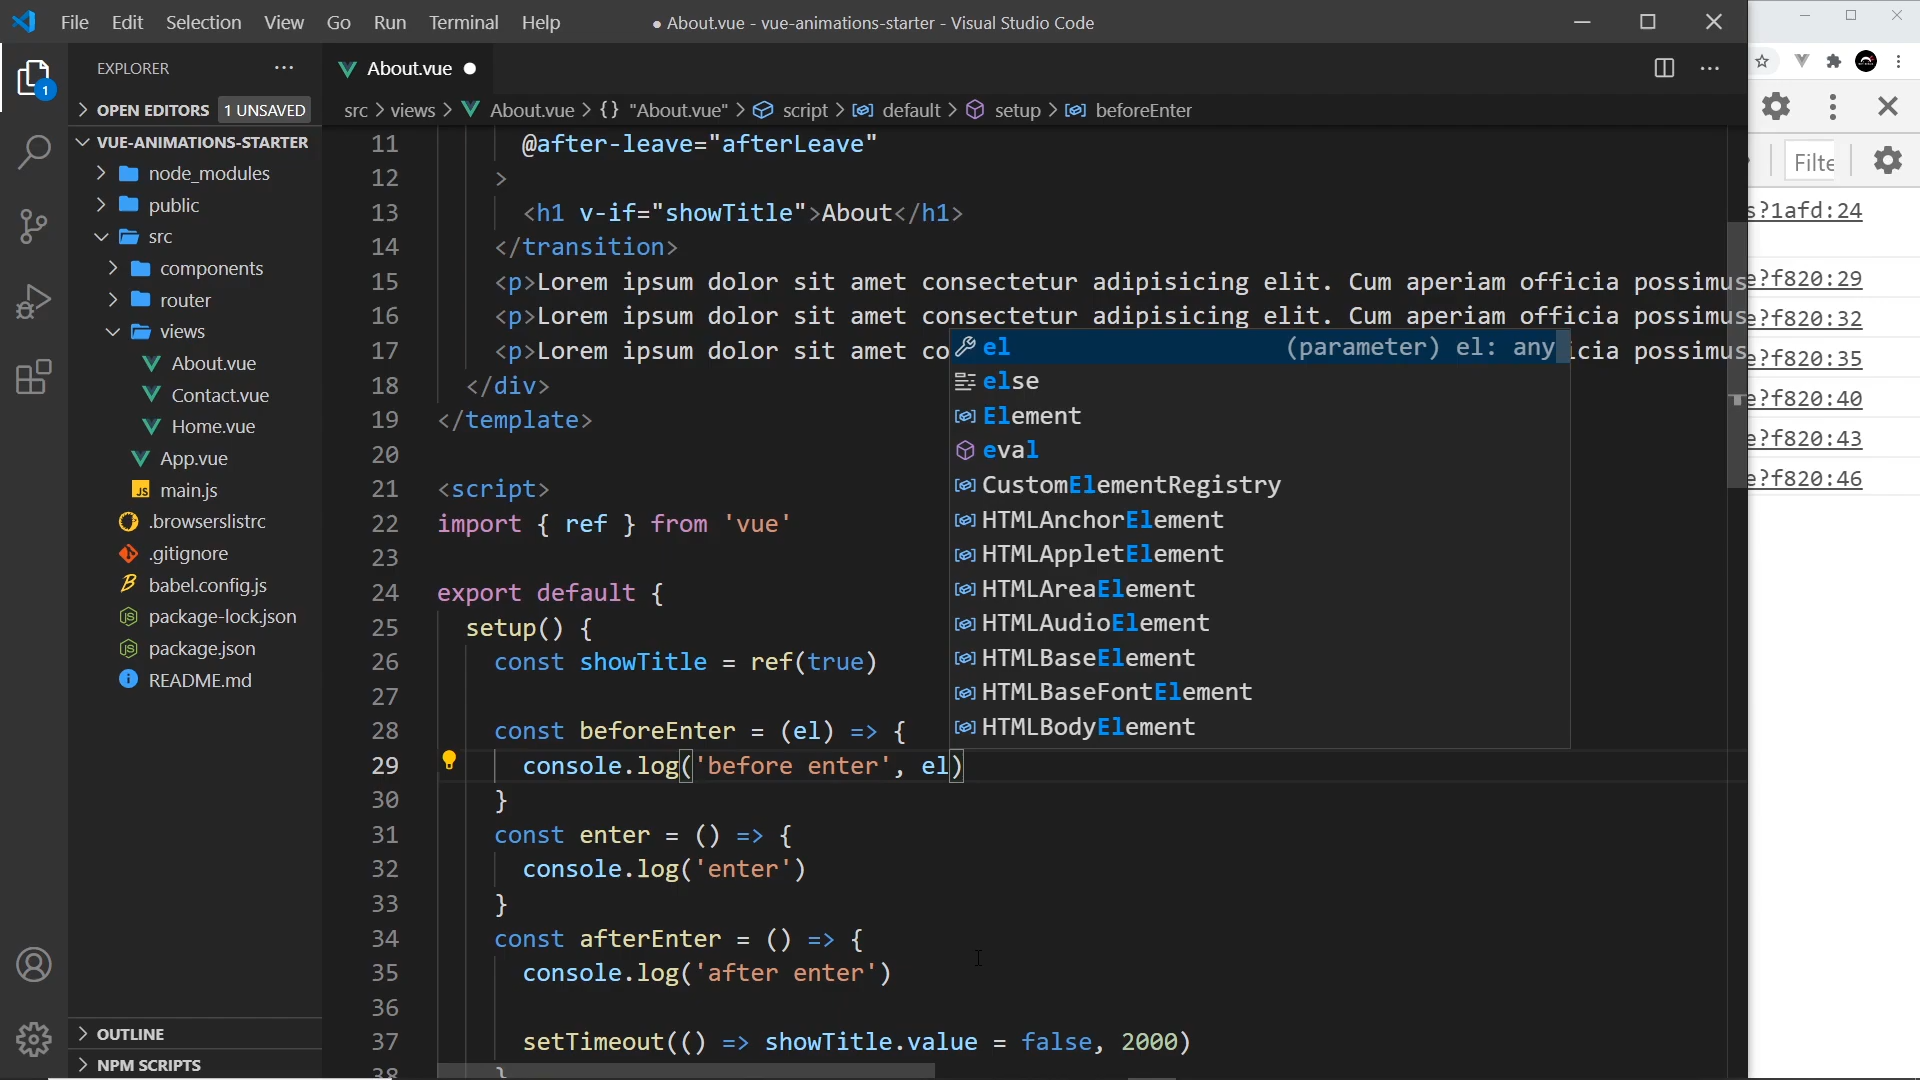 File Edit Selection View Go Run Terminal Help
● About.vue - vue-animations-starter - Visual Studio Code
EXPLORER
OPEN EDITORS 1 UNSAVED
VUE-ANIMATIONS-STARTER
node_modules
public
src
components
router
views
About.vue
Contact.vue
Home.vue
App.vue
JS main.js
.browserslistrc
.gitignore
babel.config.js
package-lock.json
package.json
README.md
OUTLINE
NPM SCRIPTS
1
About.vue ●
src > views > About.vue > {} "About.vue" > script > default > setup > beforeEnter
11 @after-leave="afterLeave"
12 >
13 <h1 v-if="showTitle">About</h1>
14 </transition>
15 <p>Lorem ipsum dolor sit amet consectetur adipisicing elit. Cum aperiam officia possimus
16 <p>Lorem ipsum dolor sit amet consectetur adipisicing elit. Cum aperiam officia possimus
17 <p>Lorem ipsum dolor sit amet co icia possimus
18 </div>
19 </template>
20
21 <script>
22 import { ref } from 'vue'
23
24 export default {
25 setup() {
26 const showTitle = ref(true)
27
28 const beforeEnter = (el) => {
29 console.log('before enter', el)
30 }
31 const enter = () => {
32 console.log('enter')
33 }
34 const afterEnter = () => {
35 console.log('after enter')
36
37 setTimeout(() => showTitle.value = false, 2000)
38 }
el (parameter) el: any
else
Element
eval
CustomElementRegistry
HTMLAnchorElement
HTMLAppletElement
HTMLAreaElement
HTMLAudioElement
HTMLBaseElement
HTMLBaseFontElement
HTMLBodyElement
Filte
s?1afd:24
e?f820:29
e?f820:32
e?f820:35
e?f820:40
e?f820:43
e?f820:46